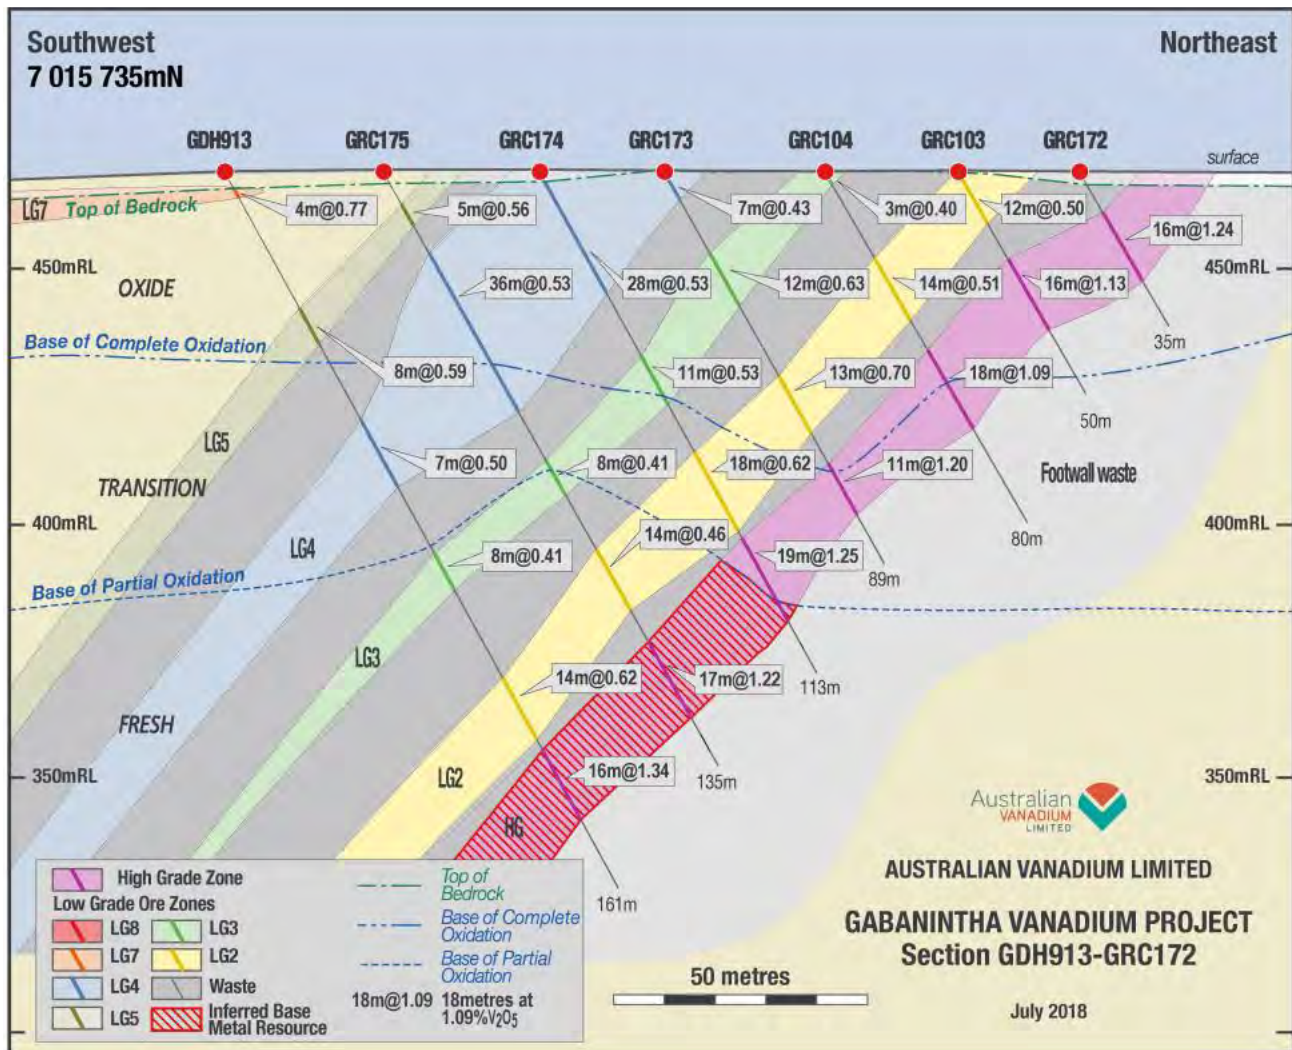 Southwest
7 015 735mN
Northeast
GDH913
GRC175
GRC174
GRC173
GRC104
GRC103
GRC172
surface
LG7
Top of Bedrock
4m@0.77
5m@0.56
7m@0.43
3m@0.40
12m@0.50
16m@1.24
450mRL
OXIDE
36m@0.53
28m@0.53
12m@0.63
14m@0.51
16m@1.13
450mRL
Base of Complete Oxidation
8m@0.59
11m@0.53
13m@0.70
18m@1.09
35m
50m
LG5
7m@0.50
8m@0.41
18m@0.62
11m@1.20
Footwall waste
TRANSITION
400mRL
LG4
8m@0.41
14m@0.46
19m@1.25
80m
400mRL
Base of Partial Oxidation
89m
LG3
14m@0.62
17m@1.22
113m
FRESH
350mRL
LG2
16m@1.34
135m
350mRL
HG
161m
Australian
VANADIUM
LIMITED
AUSTRALIAN VANADIUM LIMITED
GABANINTHA VANADIUM PROJECT
Section GDH913-GRC172
July 2018
50 metres
High Grade Zone
Low Grade Ore Zones
LG8
LG3
LG7
LG2
LG4
Waste
LG5
Inferred Base
Metal Resource
Top of
Bedrock
Base of Complete
Oxidation
Base of Partial
Oxidation
18m@1.09
18metres at
1.09%V₂O₅